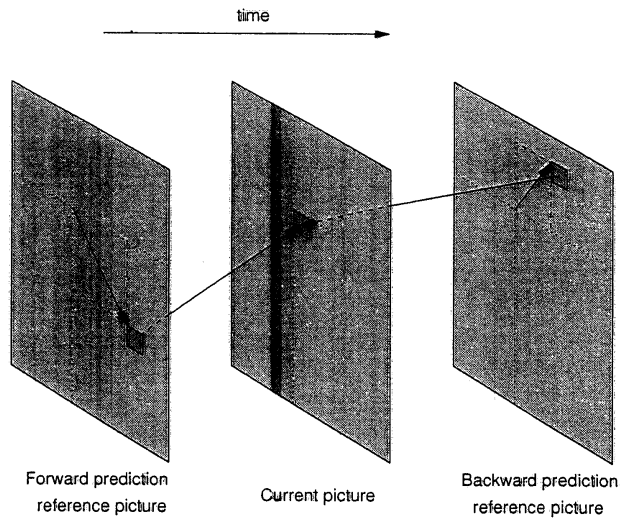 time
Forward prediction
reference picture
Current picture
Backward prediction
reference picture